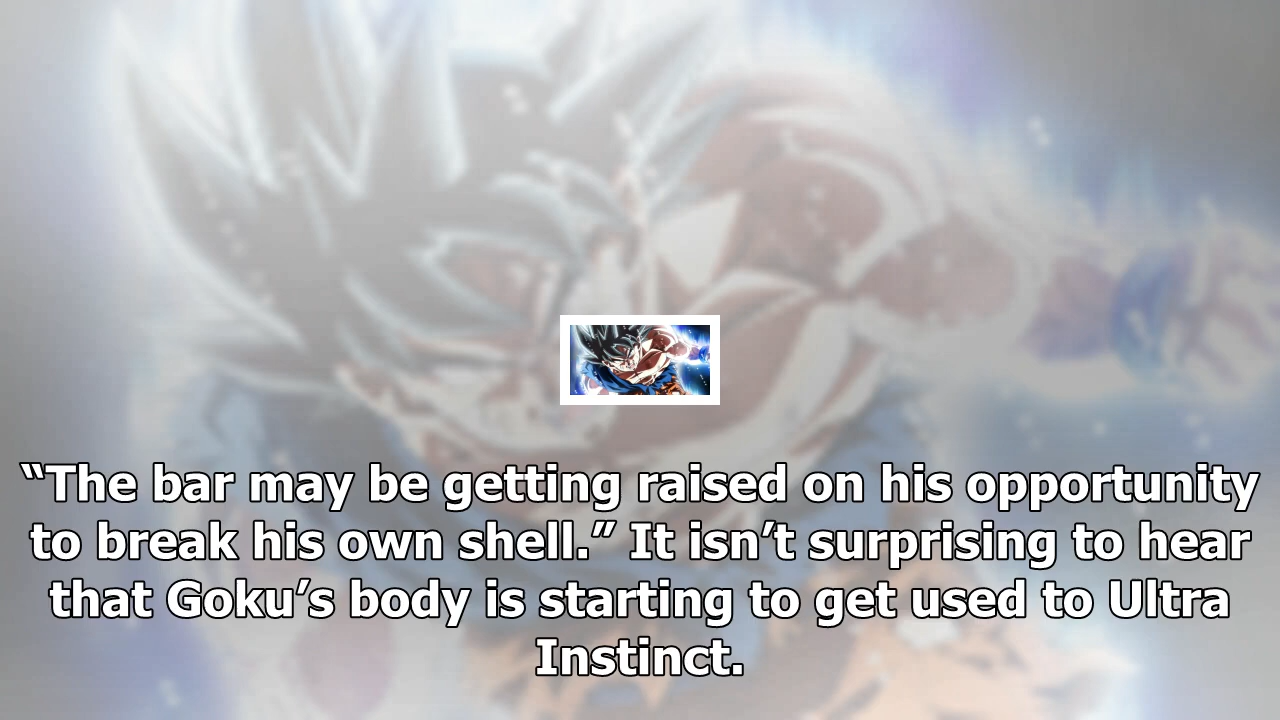 “The bar may be getting raised on his opportunity
to break his own shell.” It isn’t surprising to hear
that Goku’s body is starting to get used to Ultra
Instinct.